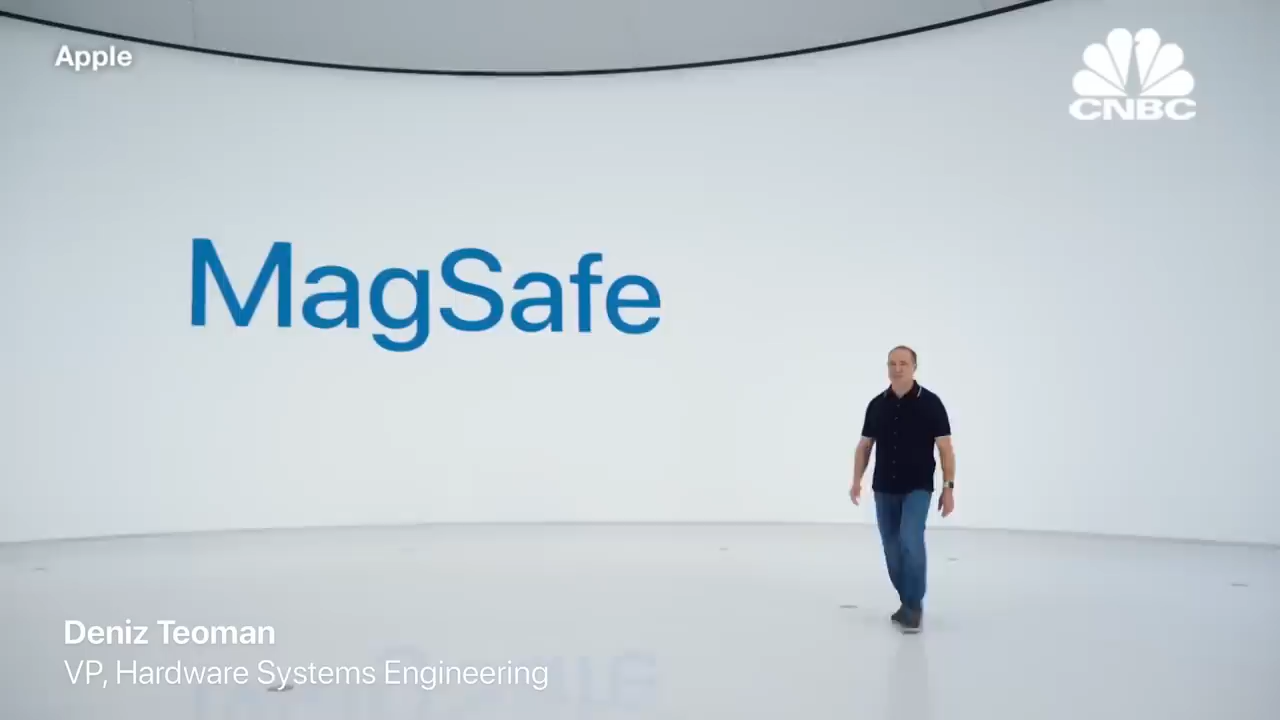 Apple
CNBC
MagSafe
Deniz Teoman
VP, Hardware Systems Engineering